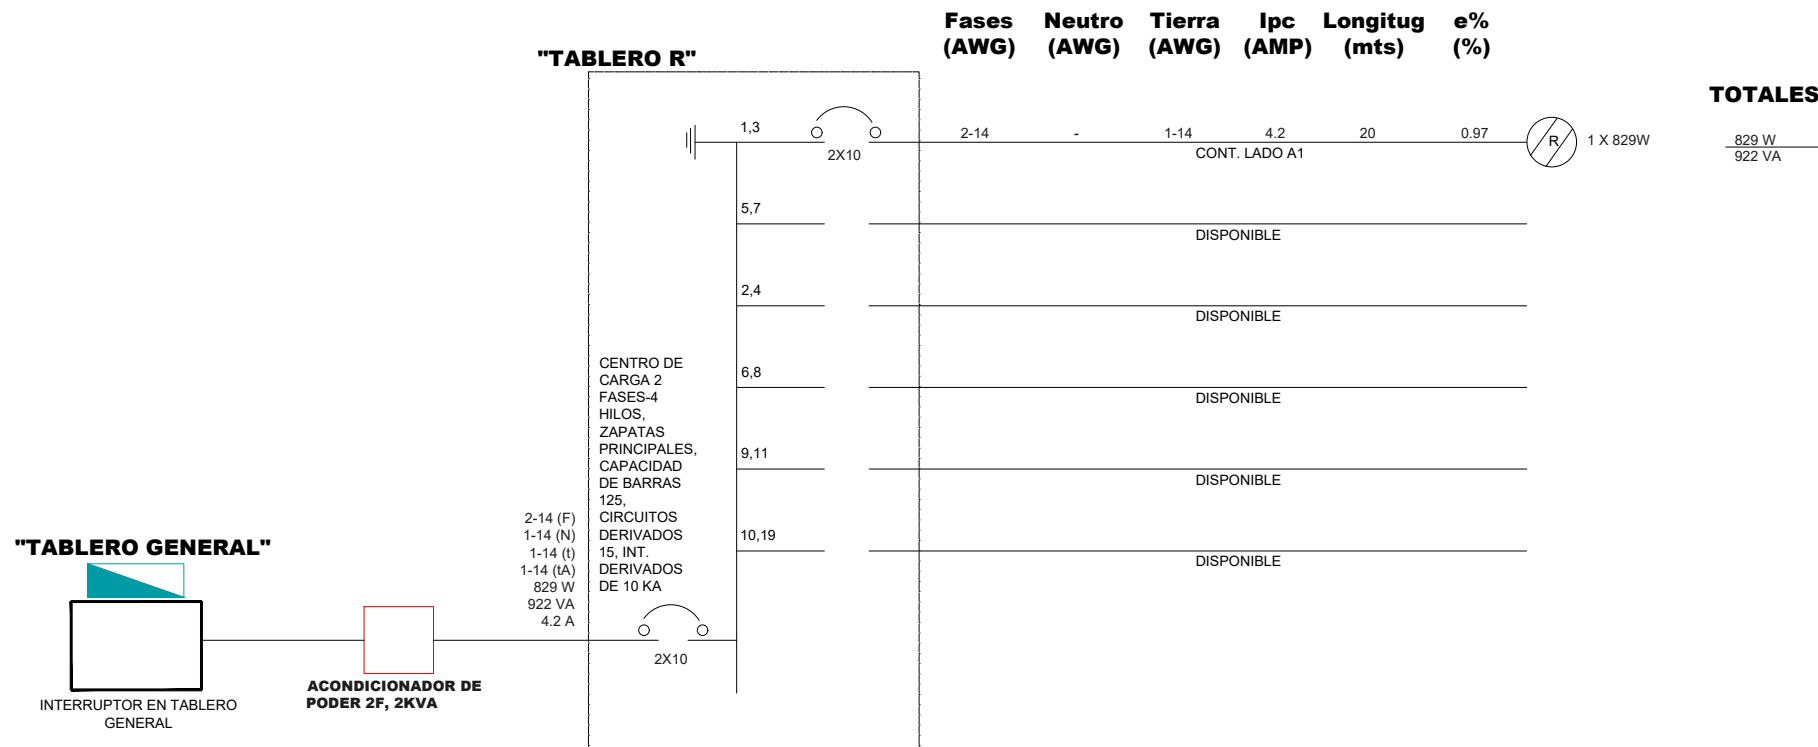 Fases Neutro Tierra Ipc Longitug e%
(AWG) (AWG) (AWG) (AMP) (mts) (%)
"TABLERO R"
TOTALES
1,3
2X10
2-14 - 1-14 4.2 20 0.97
CONT. LADO A1
R
1 X 829W
829 W
922 VA
5,7
DISPONIBLE
2,4
DISPONIBLE
6,8
DISPONIBLE
9,11
DISPONIBLE
10,19
DISPONIBLE
CENTRO DE
CARGA 2
FASES-4
HILOS,
ZAPATAS
PRINCIPALES,
CAPACIDAD
DE BARRAS
125,
CIRCUITOS
DERIVADOS
15, INT.
DERIVADOS
DE 10 KA
2-14 (F)
1-14 (N)
1-14 (t)
1-14 (tA)
829 W
922 VA
4.2 A
2X10
"TABLERO GENERAL"
INTERRUPTOR EN TABLERO
GENERAL
ACONDICIONADOR DE
PODER 2F, 2KVA